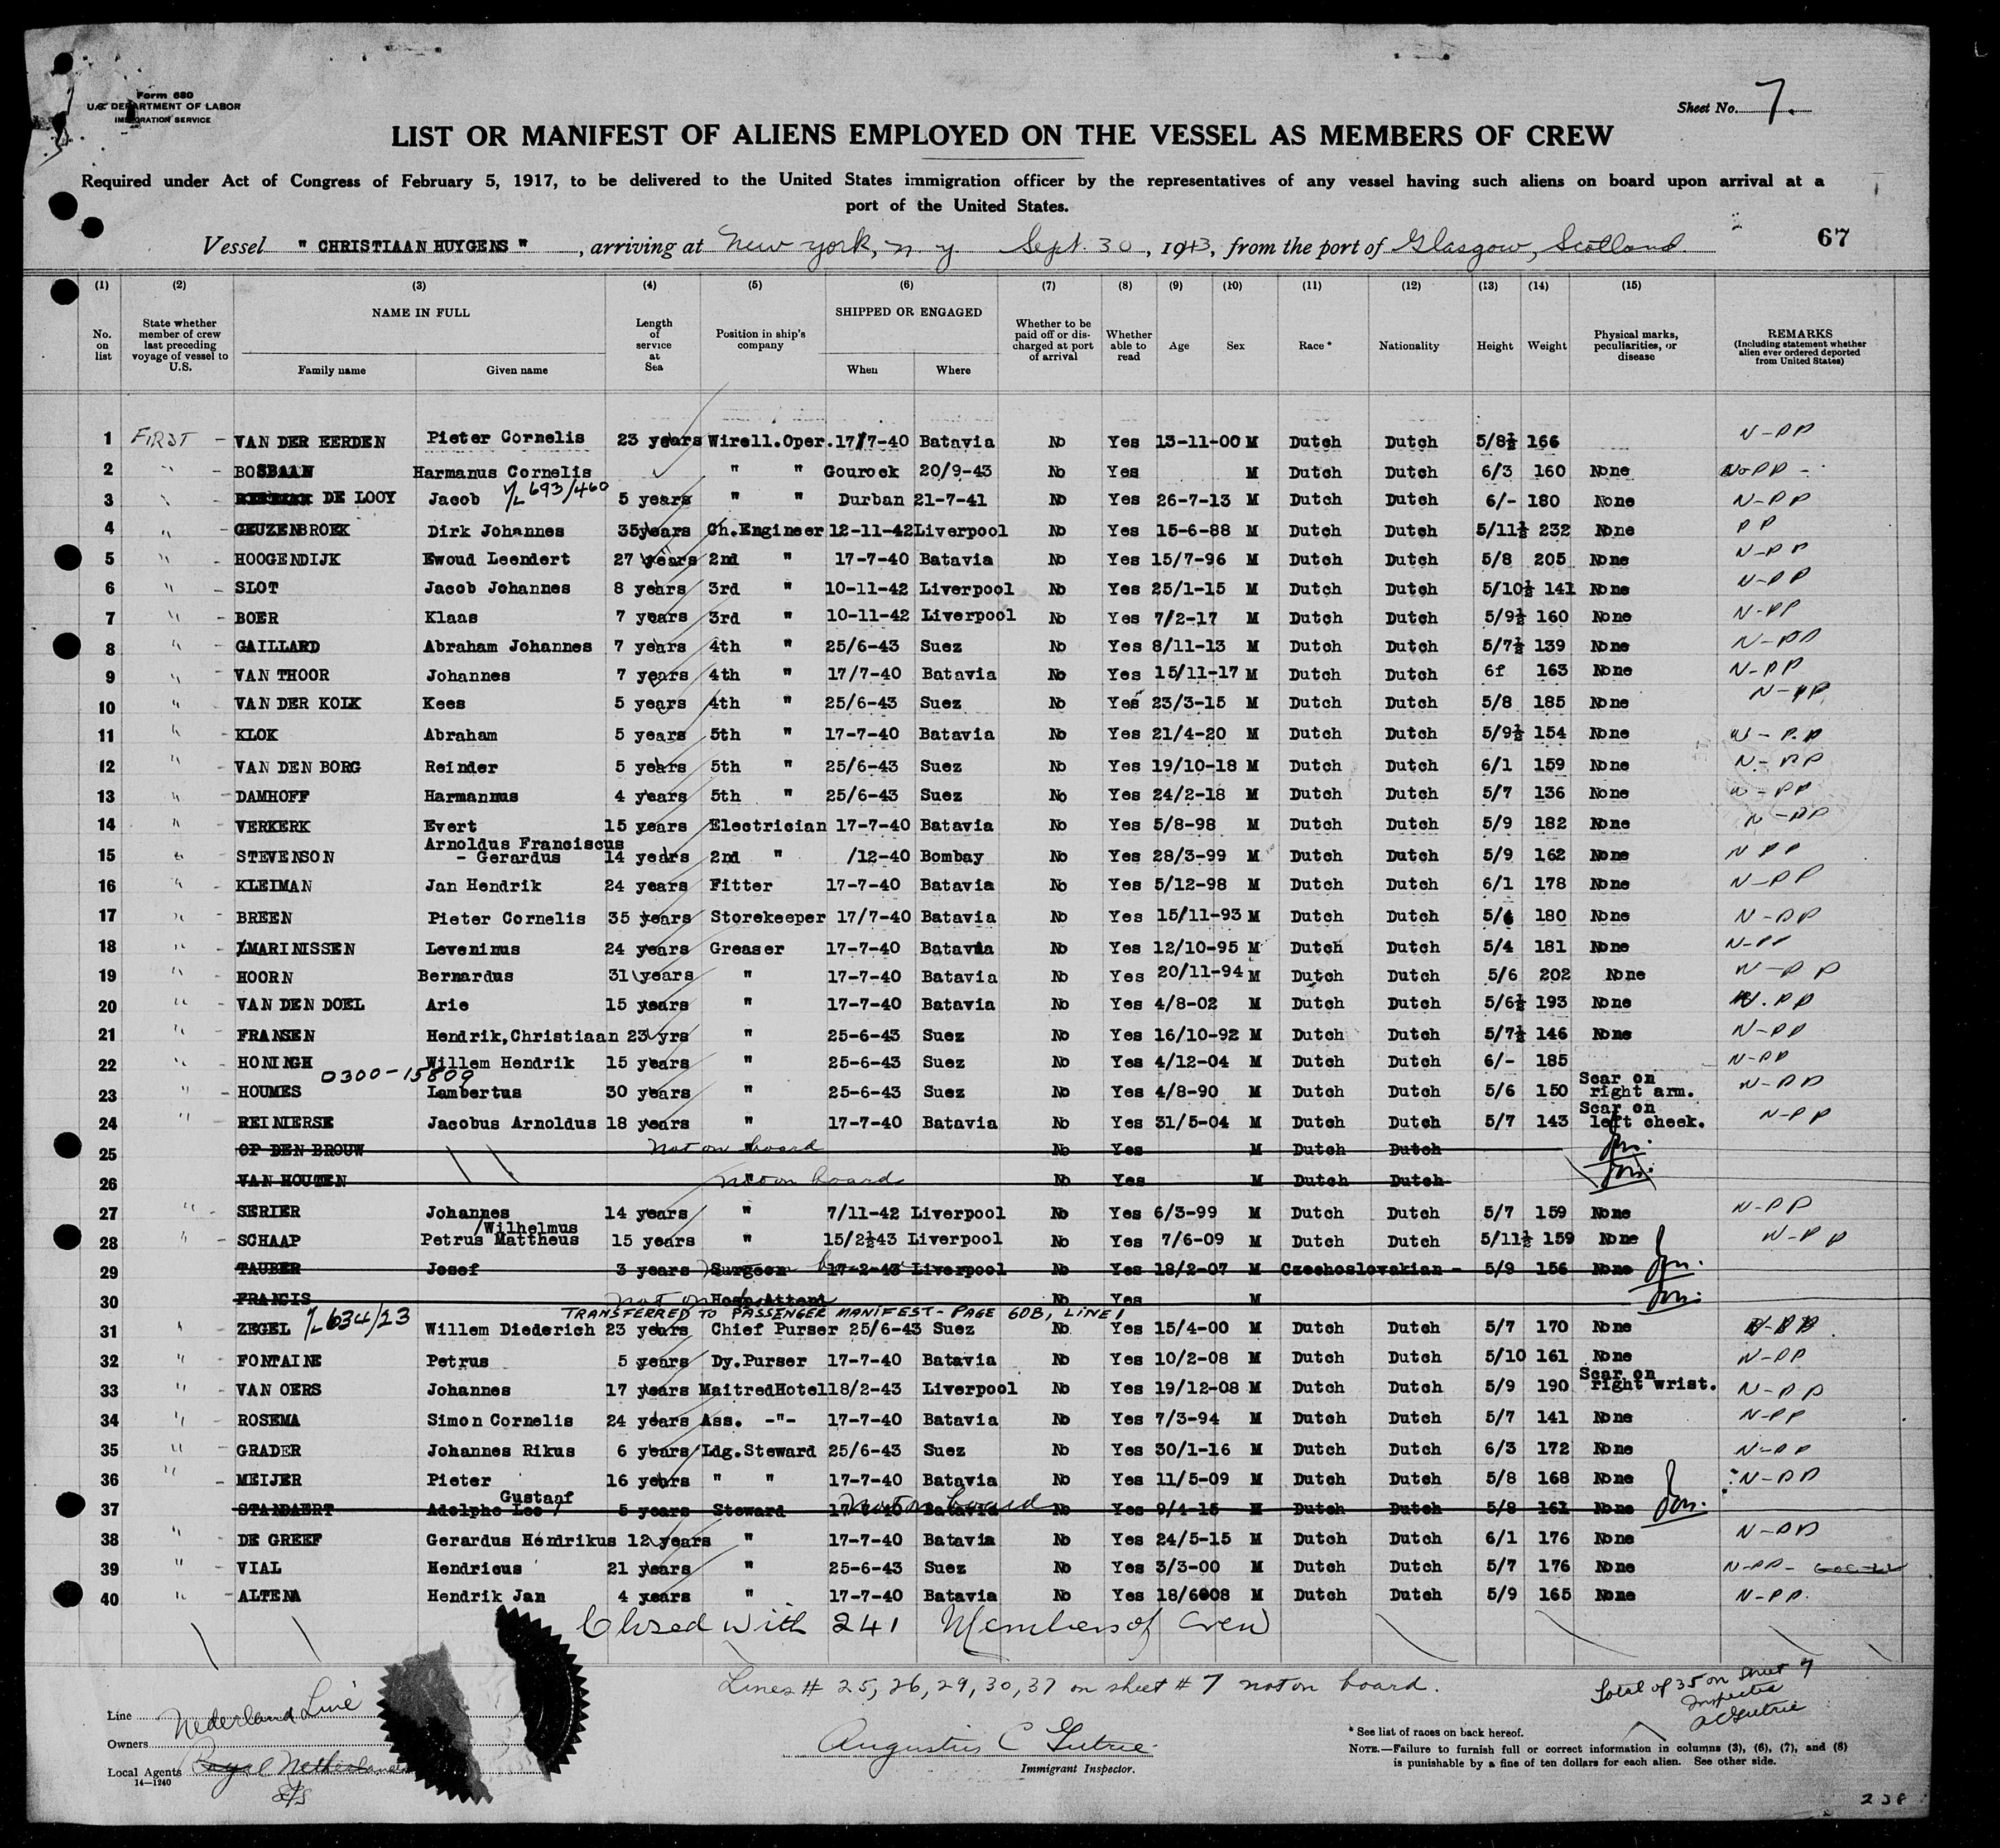 Form 680
U.S. DEPARTMENT OF LABOR
IMMIGRATION SERVICE
Sheet No. 7.
LIST OR MANIFEST OF ALIENS EMPLOYED ON THE VESSEL AS MEMBERS OF CREW
Required under Act of Congress of February 5, 1917, to be delivered to the United States immigration officer by the representatives of any vessel having such aliens on board upon arrival at a
port of the United States.
Vessel " CHRISTIAAN HUYGENS " , arriving at New York, N.Y. Sept. 30, 1943, from the port of Glasgow, Scotland 67
(1) (2) (3) (4) (5) (6) (7) (8) (9) (10) (11) (12) (13) (14) (15)
No. on list State whether member of crew last preceding voyage of vessel to U.S. NAME IN FULL Family name Given name Length of service at Sea Position in ship's company SHIPPED OR ENGAGED When Where Whether to be paid off or discharged at port of arrival Whether able to read Age Sex Race * Nationality Height Weight Physical marks, peculiarities, or disease REMARKS (Including statement whether alien ever ordered deported from United States)
1 FIRST - VAN DER EERDEN Pieter Cornelis 23 years Wirell.Oper. 17/7-40 Batavia No Yes 13-11-00 M Dutch Dutch 5/8½ 166 N-PP
2 " - BOSBAAN Harmanus Cornelis " " Gourock 20/9-43 No Yes M Dutch Dutch 6/3 160 None No PP -
3 " DE LOOY Jacob V/L 693/460 5 years " " Durban 21-7-41 No Yes 26-7-13 M Dutch Dutch 6/- 180 None N-PP
4 " - GEUZENBROEK Dirk Johannes 35years Ch.Engineer 12-11-42 Liverpool No Yes 15-6-88 M Dutch Dutch 5/11½ 232 None PP
5 " - HOOGENDIJK Ewoud Leendert 27 years 2nd " 17-7-40 Batavia No Yes 15/7-96 M Dutch Dutch 5/8 205 None N-PP
6 " - SLOT Jacob Johannes 8 years 3rd " 10-11-42 Liverpool No Yes 25/1-15 M Dutch Dutch 5/10½ 141 None N-PP
7 " - BOER Klaas 7 years 3rd " 10-11-42 Liverpool No Yes 7/2-17 M Dutch Dutch 5/9½ 160 None N-PP
8 " - GAILLARD Abraham Johannes 7 years 4th " 25/6-43 Suez No Yes 8/11-13 M Dutch Dutch 5/7½ 139 None N-PP
9 " - VAN THOOR Johannes 7 years 4th " 17/7-40 Batavia No Yes 15/11-17 M Dutch Dutch 6f 163 None N-PP
10 " - VAN DER KOLK Kees 5 years 4th " 25/6-43 Suez No Yes 23/3-15 M Dutch Dutch 5/8 185 None N-PP
11 " - KLOK Abraham 5 years 5th " 17-7-40 Batavia No Yes 21/4-20 M Dutch Dutch 5/9½ 154 None N-P.P
12 " - VAN DEN BORG Reinder 5 years 5th " 25/6-43 Suez No Yes 19/10-18 M Dutch Dutch 6/1 159 None N-PP
13 " - DAMHOFF Harmannus 4 years 5th " 25/6-43 Suez No Yes 24/2-18 M Dutch Dutch 5/7 136 None N-PP
14 " - VERKERK Evert 15 years Electrician 17-7-40 Batavia No Yes 5/8-98 M Dutch Dutch 5/9 182 None N-PP
15 " - STEVENSON Arnoldus Franciscus - Gerardus 14 years 2nd " /12-40 Bombay No Yes 28/3-99 M Dutch Dutch 5/9 162 None N PP
16 " - KLEIMAN Jan Hendrik 24 years Fitter 17-7-40 Batavia No Yes 5/12-98 M Dutch Dutch 6/1 178 None N-PP
17 " - BREEN Pieter Cornelis 35 years Storekeeper 17/7-40 Batavia No Yes 15/11-93 M Dutch Dutch 5/4 180 None N-PP
18 " - MARINISSEN Levenimus 24 years Greaser 17-7-40 Batavia No Yes 12/10-95 M Dutch Dutch 5/4 181 None N-PP
19 " - HOORN Bernardus 31 years " 17-7-40 Batavia No Yes 20/11-94 M Dutch Dutch 5/6 202 None N-PP
20 " - VAN DEN DOEL Arie 15 years " 17-7-40 Batavia No Yes 4/8-02 M Dutch Dutch 5/6½ 193 None N.PP
21 " - FRANSEN Hendrik,Christiaan 23 yrs " 25-6-43 Suez No Yes 16/10-92 M Dutch Dutch 5/7½ 146 None N-PP
22 " - HONINGH Willem Hendrik 15 years " 25-6-43 Suez No Yes 4/12-04 M Dutch Dutch 6/- 185 N-PP
0300-15809
23 " - HOUMES Lambertus 30 years " 25-6-43 Suez No Yes 4/8-90 M Dutch Dutch 5/6 150 Scar on right arm. N-PP
24 " - REINIERSE Jacobus Arnoldus 18 years " 17-7-40 Batavia No Yes 31/5-04 M Dutch Dutch 5/7 143 Scar on left cheek. N-PP
25 OP DEN BROUW not on board " No Yes M Dutch Dutch
26 VAN HOUTEN not on board " No Yes M Dutch Dutch
27 " - SERIER Johannes 14 years " 7/11-42 Liverpool No Yes 6/3-99 M Dutch Dutch 5/7 159 None N-PP
28 " - SCHAAP Petrus /Wilhelmus Mattheus 15 years " 15/2½43 Liverpool No Yes 7/6-09 M Dutch Dutch 5/11½ 159 None N-PP
29 TAUBER Josef 3 years Surgeon 17-2-43 Liverpool No Yes 18/2-07 M Czechoslovakian - 5/9 156 None
30 FRANCIS not on Hosp.Attend No Yes M
TRANSFERRED TO PASSENGER MANIFEST - PAGE 60B, LINE 1
31 " ZEGEL V/L 634/23 Willem Diederich 23 years Chief Purser 25/6-43 Suez No Yes 15/4-00 M Dutch Dutch 5/7 170 None N-PP
32 " - FONTAINE Petrus 5 years Dy.Purser 17-7-40 Batavia No Yes 10/2-08 M Dutch Dutch 5/10 161 None N-PP
33 " - VAN OERS Johannes 17 years MaitredHotel 18/2-43 Liverpool No Yes 19/12-08 M Dutch Dutch 5/9 190 Scar on right wrist. N-PP
34 " - ROSEMA Simon Cornelis 24 years Ass. -"- 17-7-40 Batavia No Yes 7/3-94 M Dutch Dutch 5/7 141 None N-PP
35 " - GRADER Johannes Rikus 6 years Ldg.Steward 25/6-43 Suez No Yes 30/1-16 M Dutch Dutch 6/3 172 None N-PP
36 " - MEIJER Pieter 16 years " " 17-7-40 Batavia No Yes 11/5-09 M Dutch Dutch 5/8 168 None N-PP
37 STANDAERT Adolphe Leo / Gustaaf 5 years Steward 17-7-40 Batavia not on board No Yes 9/4-15 M Dutch Dutch 5/8 161 None
38 " - DE GREEF Gerardus Hendrikus 12 years " 17-7-40 Batavia No Yes 24/5-15 M Dutch Dutch 6/1 176 None N-PP
39 " - VIAL Hendricus 21 years " 25-6-43 Suez No Yes 3/3-00 M Dutch Dutch 5/7 176 None N-PP-
40 " - ALTENA Hendrik Jan 4 years " 17-7-40 Batavia No Yes 18/6008 M Dutch Dutch 5/9 165 None N-PP.
Closed with 241 Members of Crew
Lines # 25, 26, 29, 30, 37 on sheet # 7 not on board.
Total of 35 on sheet 7
Inspector
ACGutrie
Line Nederland Line
Owners
Local Agents Royal Netherlands
S/S
14—1240
Augustus C Gutrie
Immigrant Inspector.
* See list of races on back hereof.
NOTE.—Failure to furnish full or correct information in columns (3), (6), (7), and (8)
is punishable by a fine of ten dollars for each alien. See other side.
238